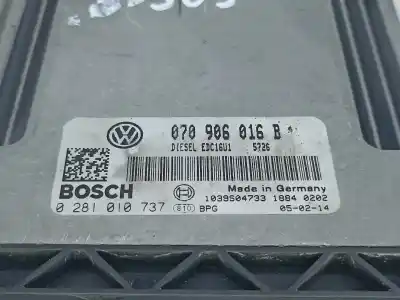 070 906 016 B
DIESEL EDC16U1 5726
BOSCH
Made in Germany
0 281 010 737 BPG
1039S04733 1884 0202
05-02-14